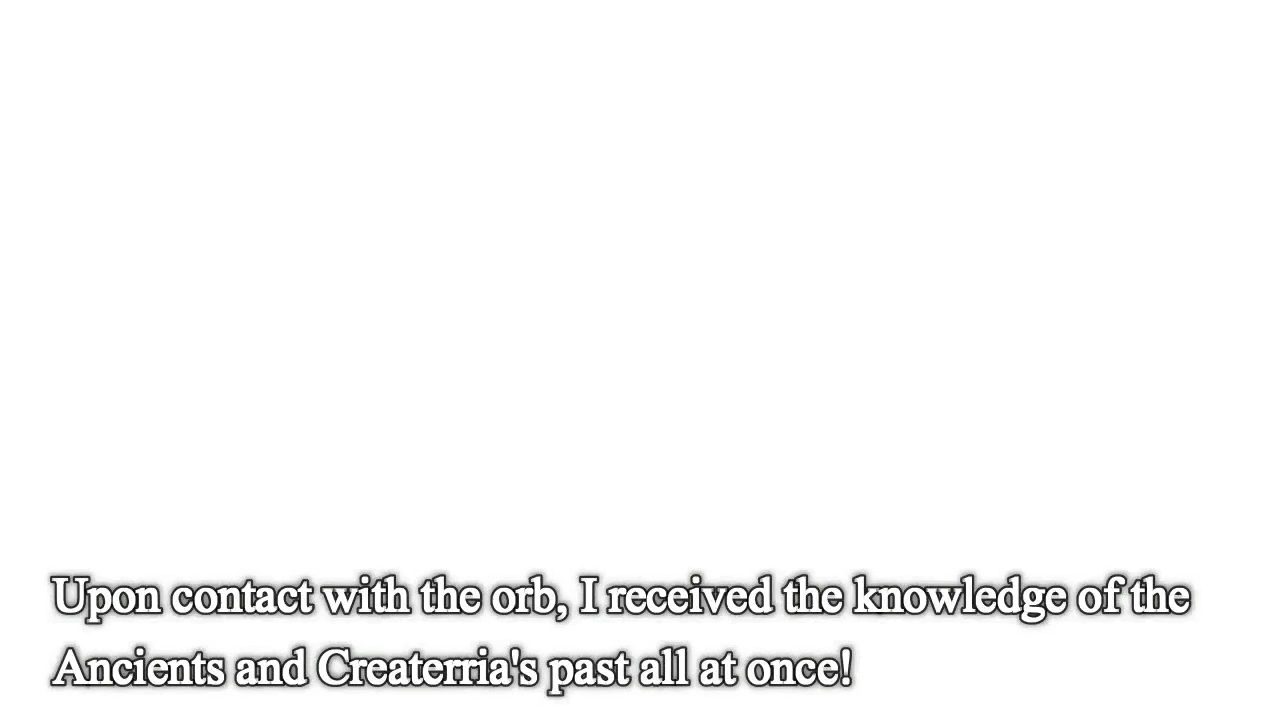 Upon contact with the orb, I received the knowledge of the
Ancients and Createrria's past all at once!